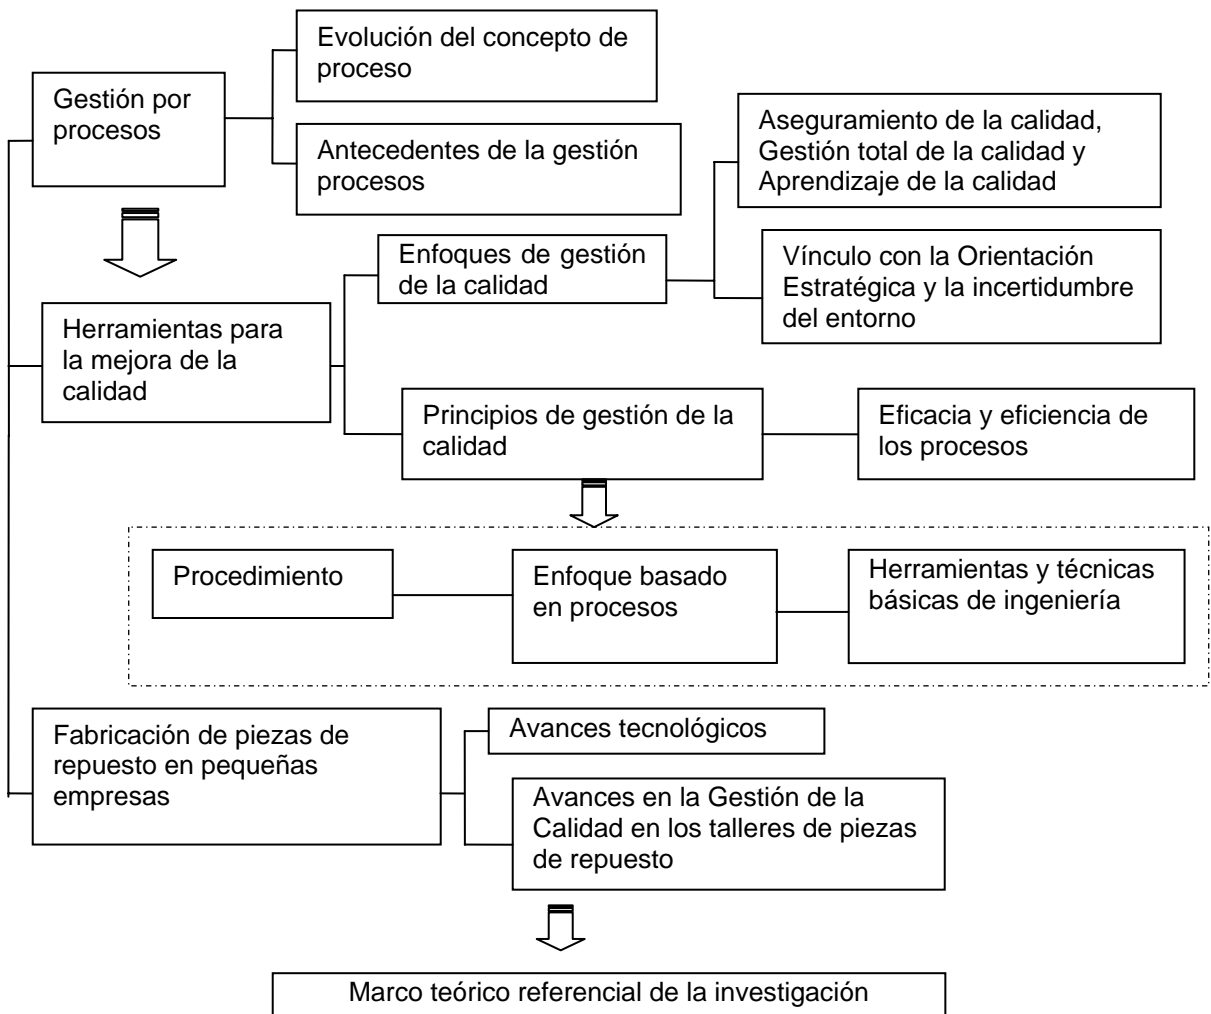 Evolución del concepto de
proceso
Gestión por
procesos
Antecedentes de la gestión
procesos
Aseguramiento de la calidad,
Gestión total de la calidad y
Aprendizaje de la calidad
Enfoques de gestión
de la calidad
Vínculo con la Orientación
Estratégica y la incertidumbre
del entorno
Herramientas para
la mejora de la
calidad
Principios de gestión de la
calidad
Eficacia y eficiencia de
los procesos
Procedimiento
Enfoque basado
en procesos
Herramientas y técnicas
básicas de ingeniería
Fabricación de piezas de
repuesto en pequeñas
empresas
Avances tecnológicos
Avances en la Gestión de la
Calidad en los talleres de piezas
de repuesto
Marco teórico referencial de la investigación